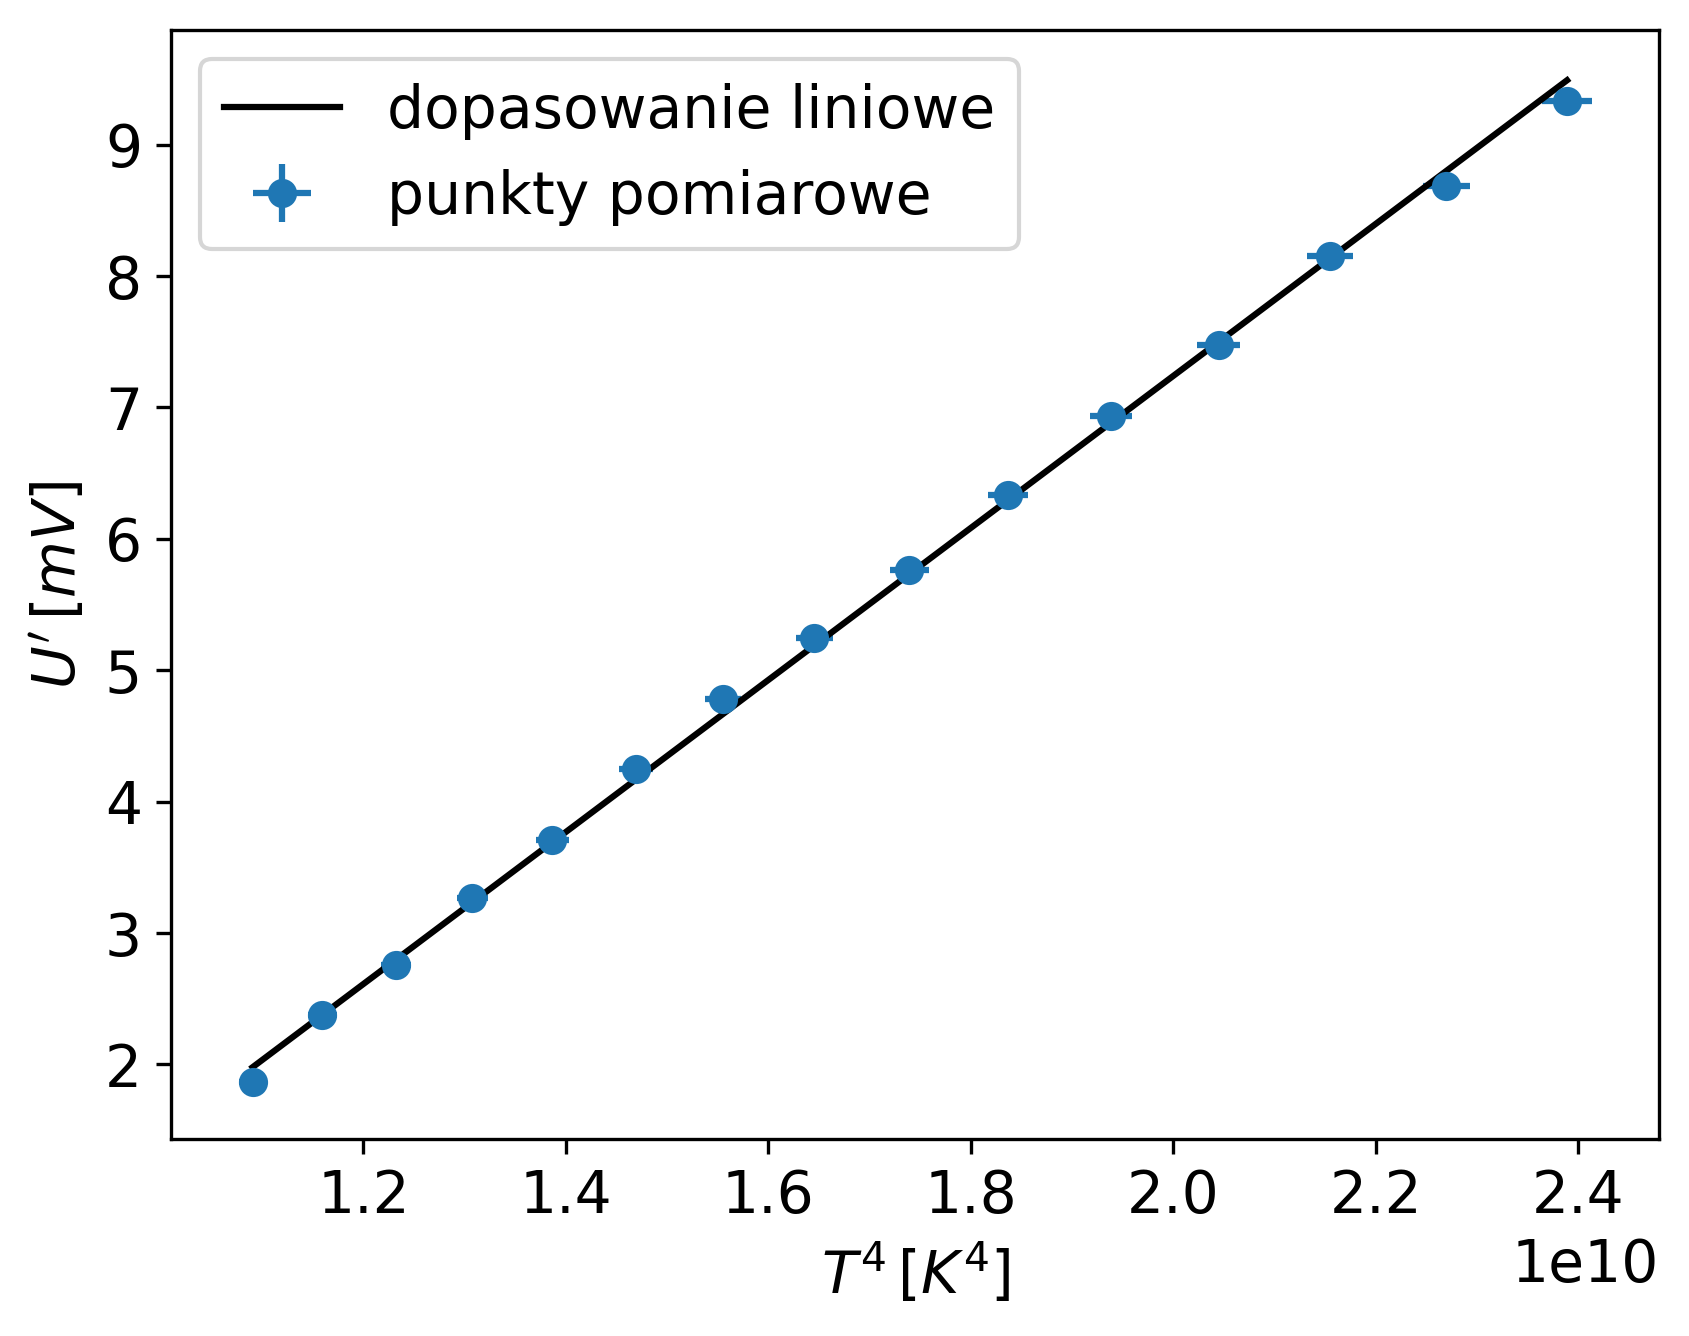 dopasowanie liniowe
punkty pomiarowe
9
8
7
6
5
4
3
2
U′ [mV]
1.2 1.4 1.6 1.8 2.0 2.2 2.4
1e10
T⁴ [K⁴]